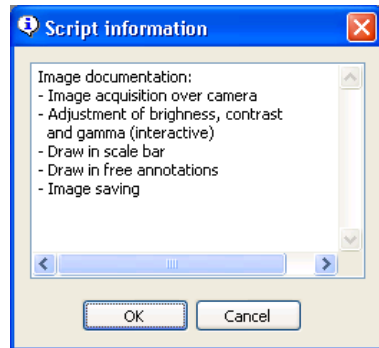 Script information
Image documentation:
- Image acquisition over camera
- Adjustment of brighness, contrast
and gamma (interactive)
- Draw in scale bar
- Draw in free annotations
- Image saving
OK
Cancel